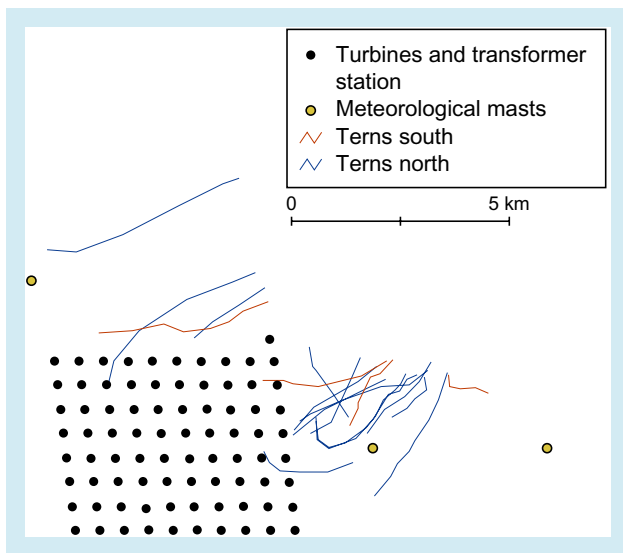 Turbines and transformer
station
Meteorological masts
Terns south
Terns north
0 5 km